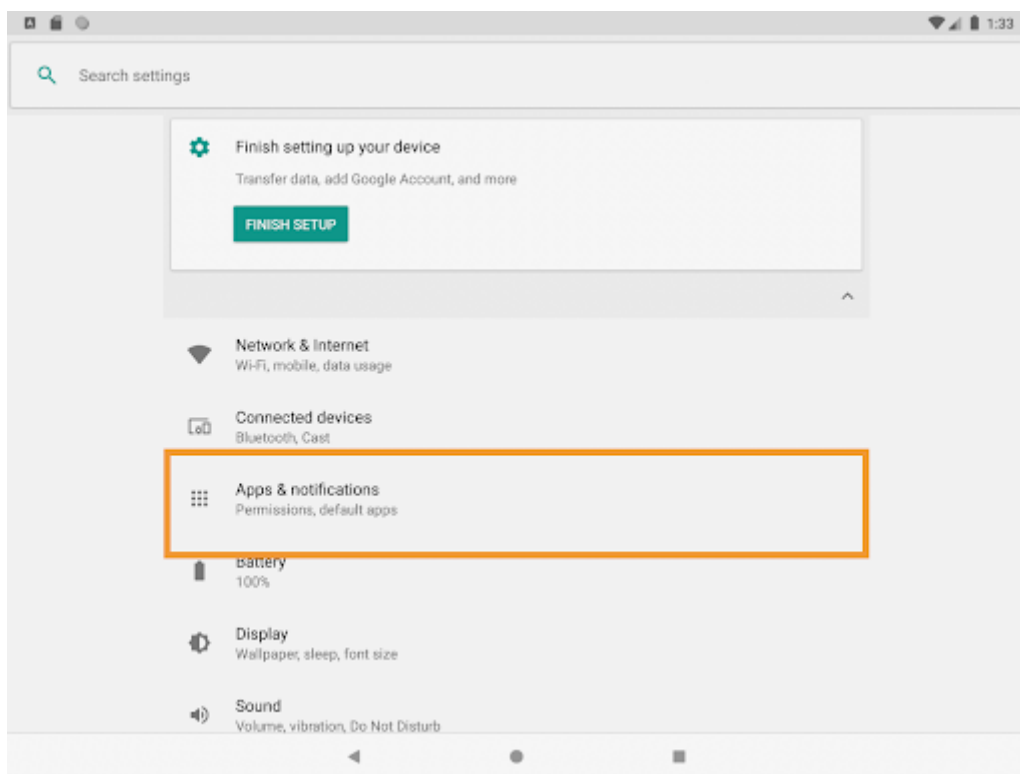 1:33
Search settings
Finish setting up your device
Transfer data, add Google Account, and more
FINISH SETUP
Network & Internet
Wi-Fi, mobile, data usage
Connected devices
Bluetooth, Cast
Apps & notifications
Permissions, default apps
Battery
100%
Display
Wallpaper, sleep, font size
Sound
Volume, vibration, Do Not Disturb